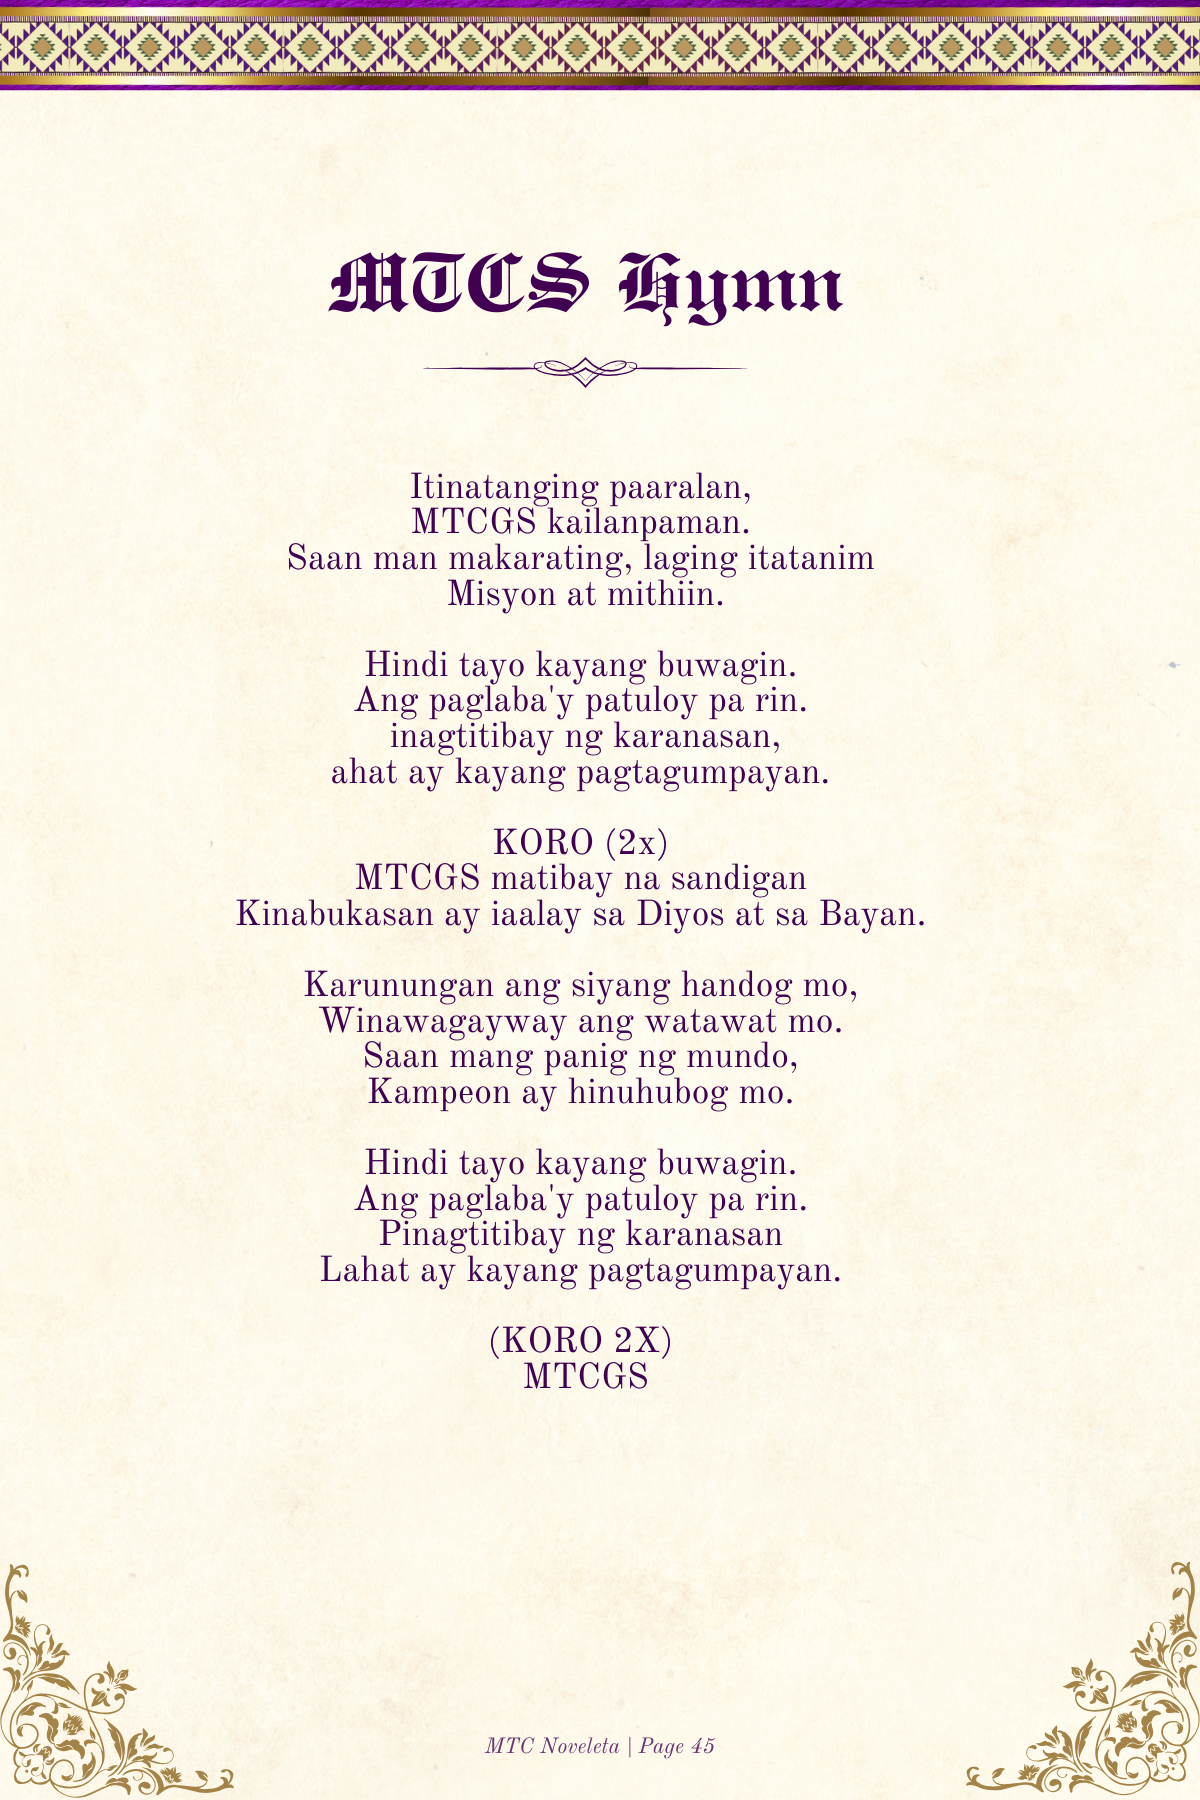 MTCS Hymn
Itinatanging paaralan,
MTCGS kailanpaman.
Saan man makarating, laging itatanim
Misyon at mithiin.
Hindi tayo kayang buwagin.
Ang paglaba'y patuloy pa rin.
inagtitibay ng karanasan,
ahat ay kayang pagtagumpayan.
KORO (2x)
MTCGS matibay na sandigan
Kinabukasan ay iaalay sa Diyos at sa Bayan.
Karunungan ang siyang handog mo,
Winawagayway ang watawat mo.
Saan mang panig ng mundo,
Kampeon ay hinuhubog mo.
Hindi tayo kayang buwagin.
Ang paglaba'y patuloy pa rin.
Pinagtitibay ng karanasan
Lahat ay kayang pagtagumpayan.
(KORO 2X)
MTCGS
MTC Noveleta | Page 45